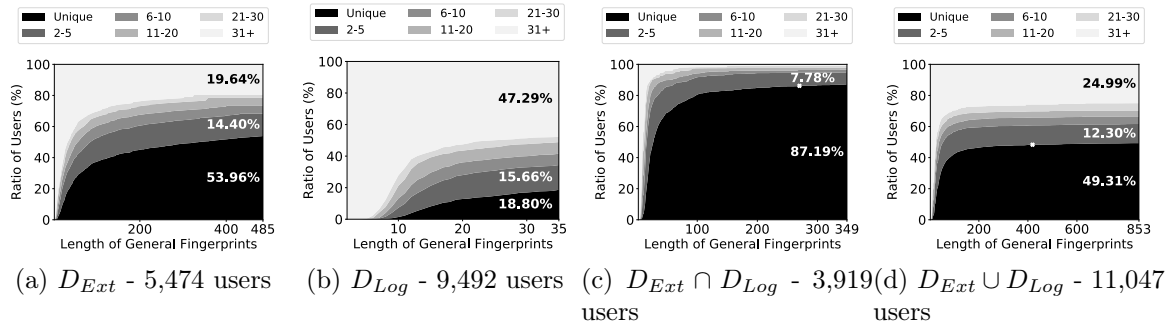 Unique 6-10 21-30
2-5 11-20 31+
100
80
60
40
20
0
Ratio of Users (%)
19.64%
14.40%
53.96%
200 400 485
Length of General Fingerprints
(a) D_Ext - 5,474 users
Unique 6-10 21-30
2-5 11-20 31+
100
80
60
40
20
0
Ratio of Users (%)
47.29%
15.66%
18.80%
10 20 30 35
Length of General Fingerprints
(b) D_Log - 9,492 users
Unique 6-10 21-30
2-5 11-20 31+
100
80
60
40
20
0
Ratio of Users (%)
7.78%
87.19%
100 200 300 349
Length of General Fingerprints
(c) D_Ext ∩ D_Log - 3,919
users
Unique 6-10 21-30
2-5 11-20 31+
100
80
60
40
20
0
Ratio of Users (%)
24.99%
12.30%
49.31%
200 400 600 853
Length of General Fingerprints
(d) D_Ext ∪ D_Log - 11,047
users